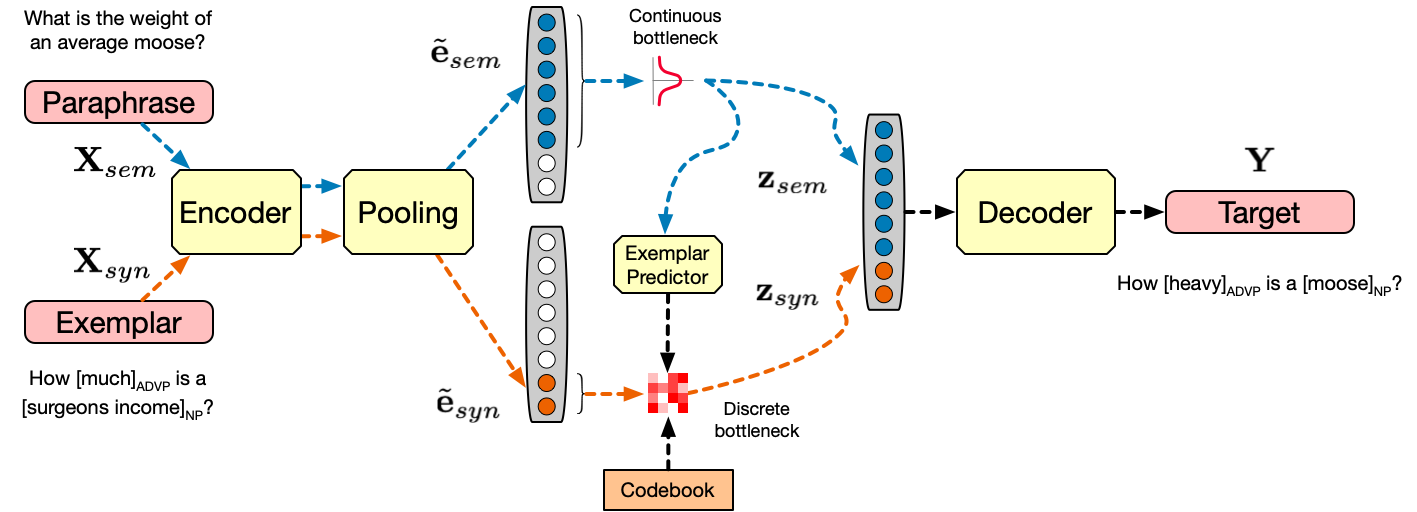 What is the weight of
an average moose?
Paraphrase
X_sem
X_syn
Exemplar
How [much]ADVP is a
[surgeons income]NP?
Encoder
Pooling
ẽ_sem
ẽ_syn
Continuous
bottleneck
Exemplar
Predictor
Discrete
bottleneck
Codebook
z_sem
z_syn
Decoder
Y
Target
How [heavy]ADVP is a [moose]NP?